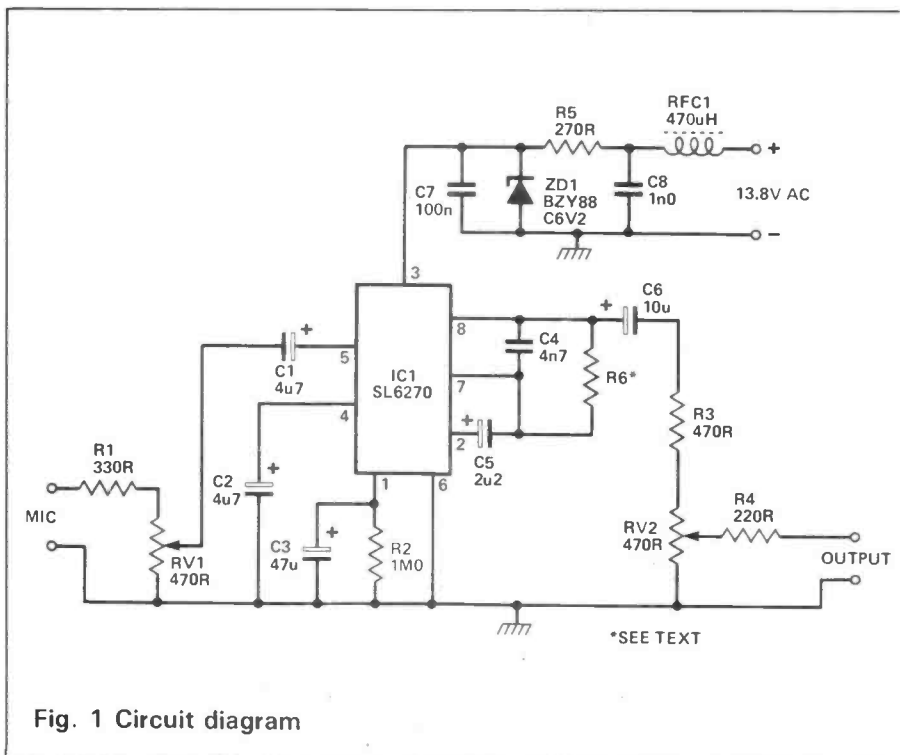 RFC1
470uH
R5
270R
+
C7
100n
ZD1
BZY88
C6V2
C8
1n0
13.8V AC
−
3
C6
10u
+
8
C4
4n7
R6*
+
5
C1
4u7
IC1
SL6270
7
4
2
+
C5
2u2
R3
470R
R1
330R
C2
4u7
+
1
6
MIC
RV1
470R
C3
47u
+
R2
1M0
RV2
470R
R4
220R
OUTPUT
*SEE TEXT
Fig. 1 Circuit diagram